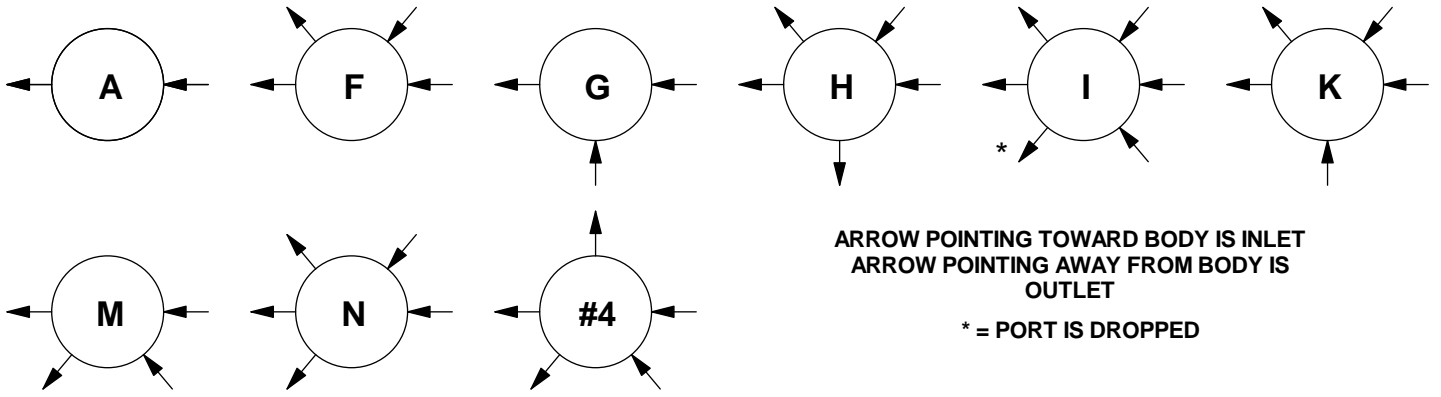 A
F
G
H
I
K
*
M
N
#4
ARROW POINTING TOWARD BODY IS INLET
ARROW POINTING AWAY FROM BODY IS
OUTLET
* = PORT IS DROPPED